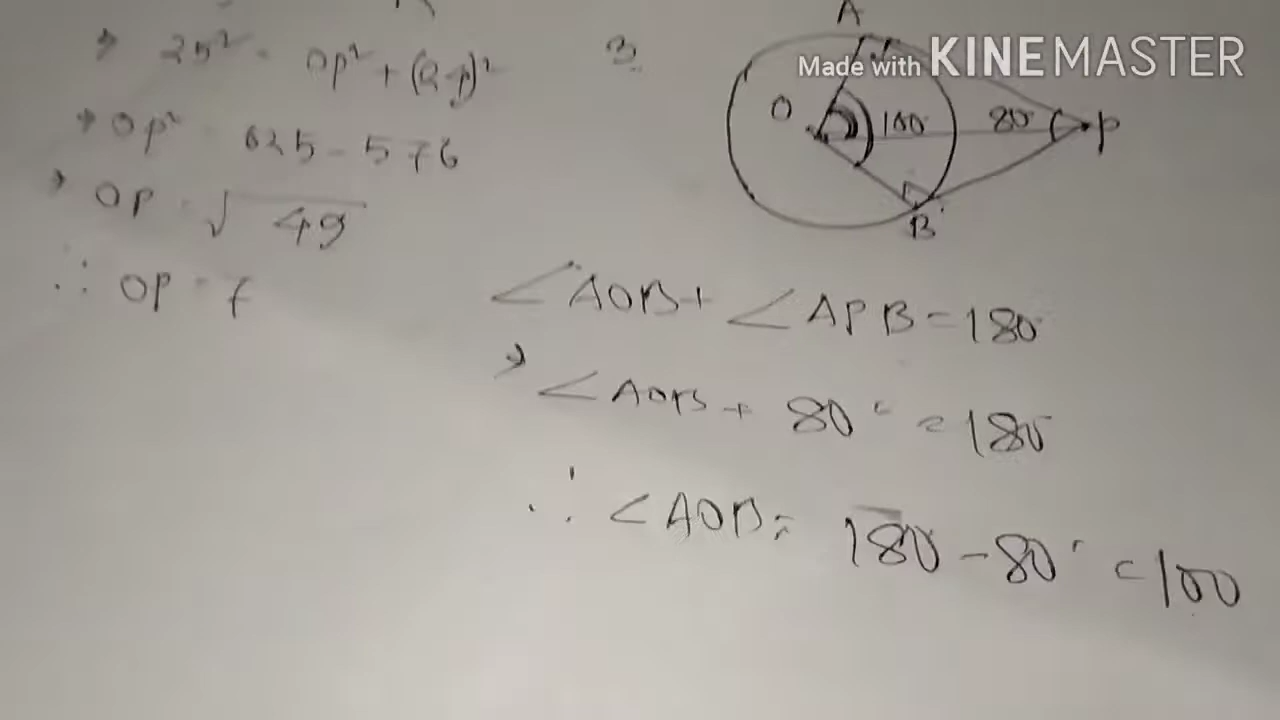 → 25² = OP² + (24)²
→ OP² = 625 - 576
→ OP = √49
∴ OP = 7
3.
A
O
100
80°
P
B
Made with KINEMASTER
∠AOB + ∠APB = 180
→ ∠AOB + 80° = 180
∴ ∠AOB = 180 - 80° = 100